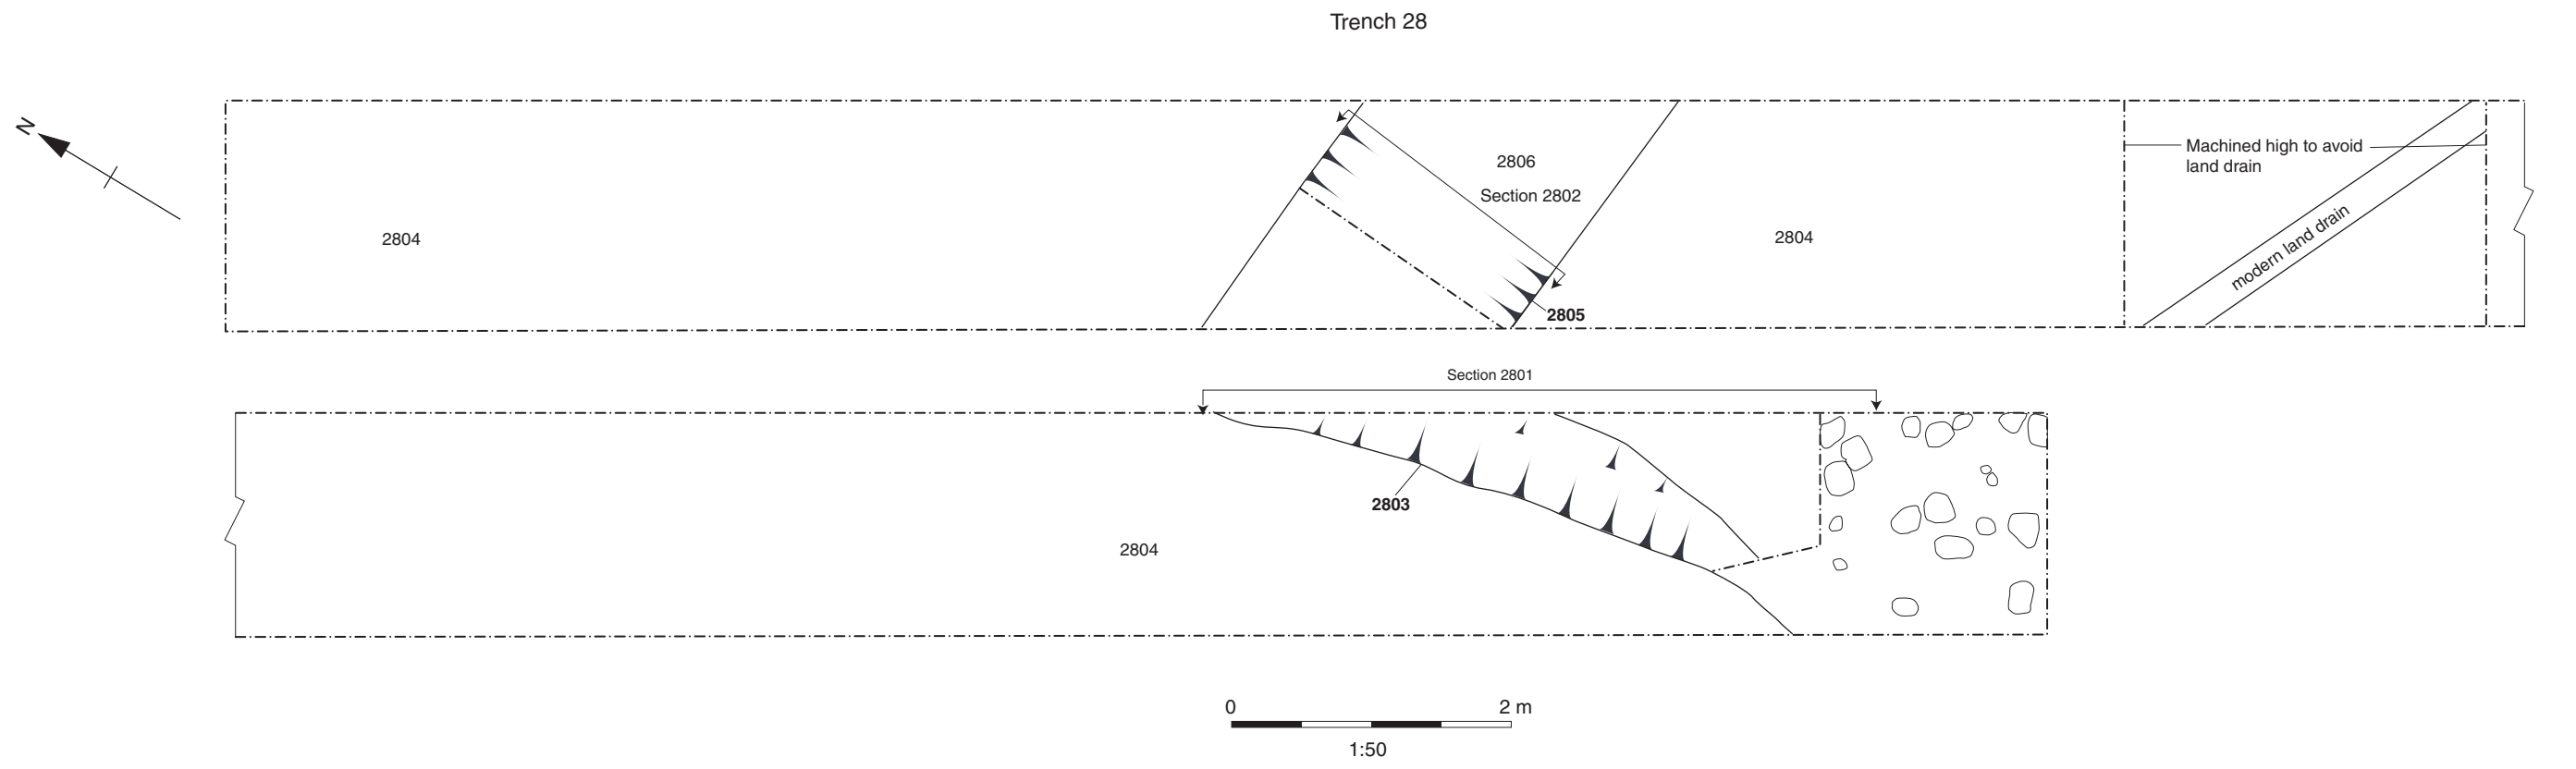 Trench 28
N
2806
Machined high to avoid
land drain
Section 2802
2804
2804
modern land drain
2805
Section 2801
2803
2804
0 2 m
1:50